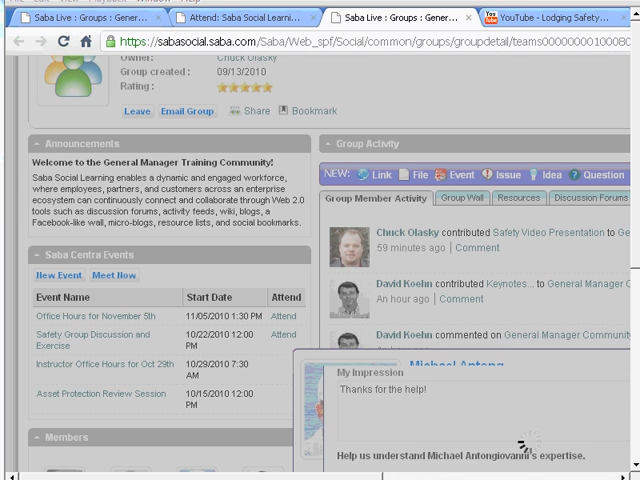 Saba Live : Groups : Gener...
Attend: Saba Social Learni...
Saba Live : Groups : Gener...
YouTube - Lodging Safety...
https://sabasocial.saba.com/Saba/Web_spf/Social/common/groups/groupdetail/teams0000000010008
Owner: Chuck Olasky
Group created : 09/13/2010
Rating :
Leave Email Group Share Bookmark
Announcements
Welcome to the General Manager Training Community!
Saba Social Learning enables a dynamic and engaged workforce,
where employees, partners, and customers across an enterprise
ecosystem can continuously connect and collaborate through Web 2.0
tools such as discussion forums, activity feeds, wiki, blogs, a
Facebook-like wall, micro-blogs, resource lists, and social bookmarks.
Saba Centra Events
New Event Meet Now
Event Name Start Date Attend
Office Hours for November 5th 11/05/2010 1:30 PM Attend
Safety Group Discussion and 10/22/2010 12:00 Attend
Exercise PM
Instructor Office Hours for Oct 29th 10/29/2010 7:30
AM
Asset Protection Review Session 10/15/2010 12:00
PM
Members
Group Activity
NEW: Link File Event Issue Idea Question
Group Member Activity Group Wall Resources Discussion Forums
Chuck Olasky contributed Safety Video Presentation to Ge
59 minutes ago | Comment
David Koehn contributed Keynotes... to General Manager
An hour ago | Comment
David Koehn commented on General Manager Community
My Impression
Thanks for the help!
Help us understand Michael Antongiovanni's expertise.